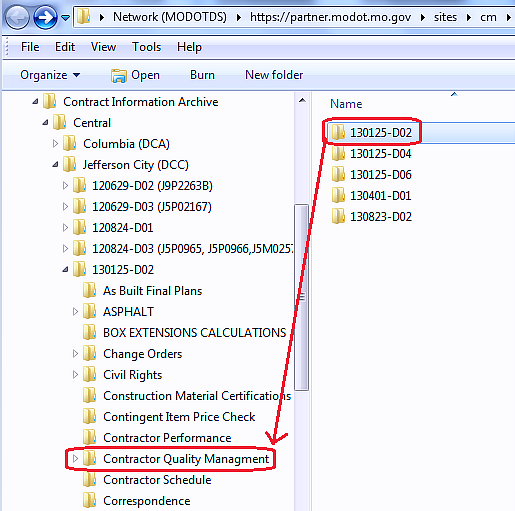 Network (MODOTDS) https://partner.modot.mo.gov sites cm
File Edit View Tools Help
Organize Open Burn New folder
Contract Information Archive
Central
Columbia (DCA)
Jefferson City (DCC)
120629-D02 (J9P2263B)
120629-D03 (J5P02167)
120824-D01
120824-D03 (J5P0965, J5P0966,J5M0257
130125-D02
As Built Final Plans
ASPHALT
BOX EXTENSIONS CALCULATIONS
Change Orders
Civil Rights
Construction Material Certifications
Contingent Item Price Check
Contractor Performance
Contractor Quality Managment
Contractor Schedule
Correspondence
Name
130125-D02
130125-D04
130125-D06
130401-D01
130823-D02